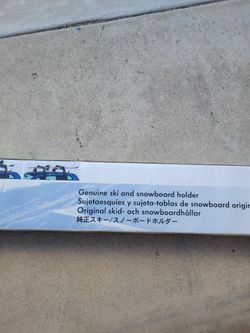 Genuine ski and snowboard holder
Sujetaesquíes y sujeta-tablas de snowboard origin
Original skid- och snowboardhållar
純正スキー/スノーボードホルダー